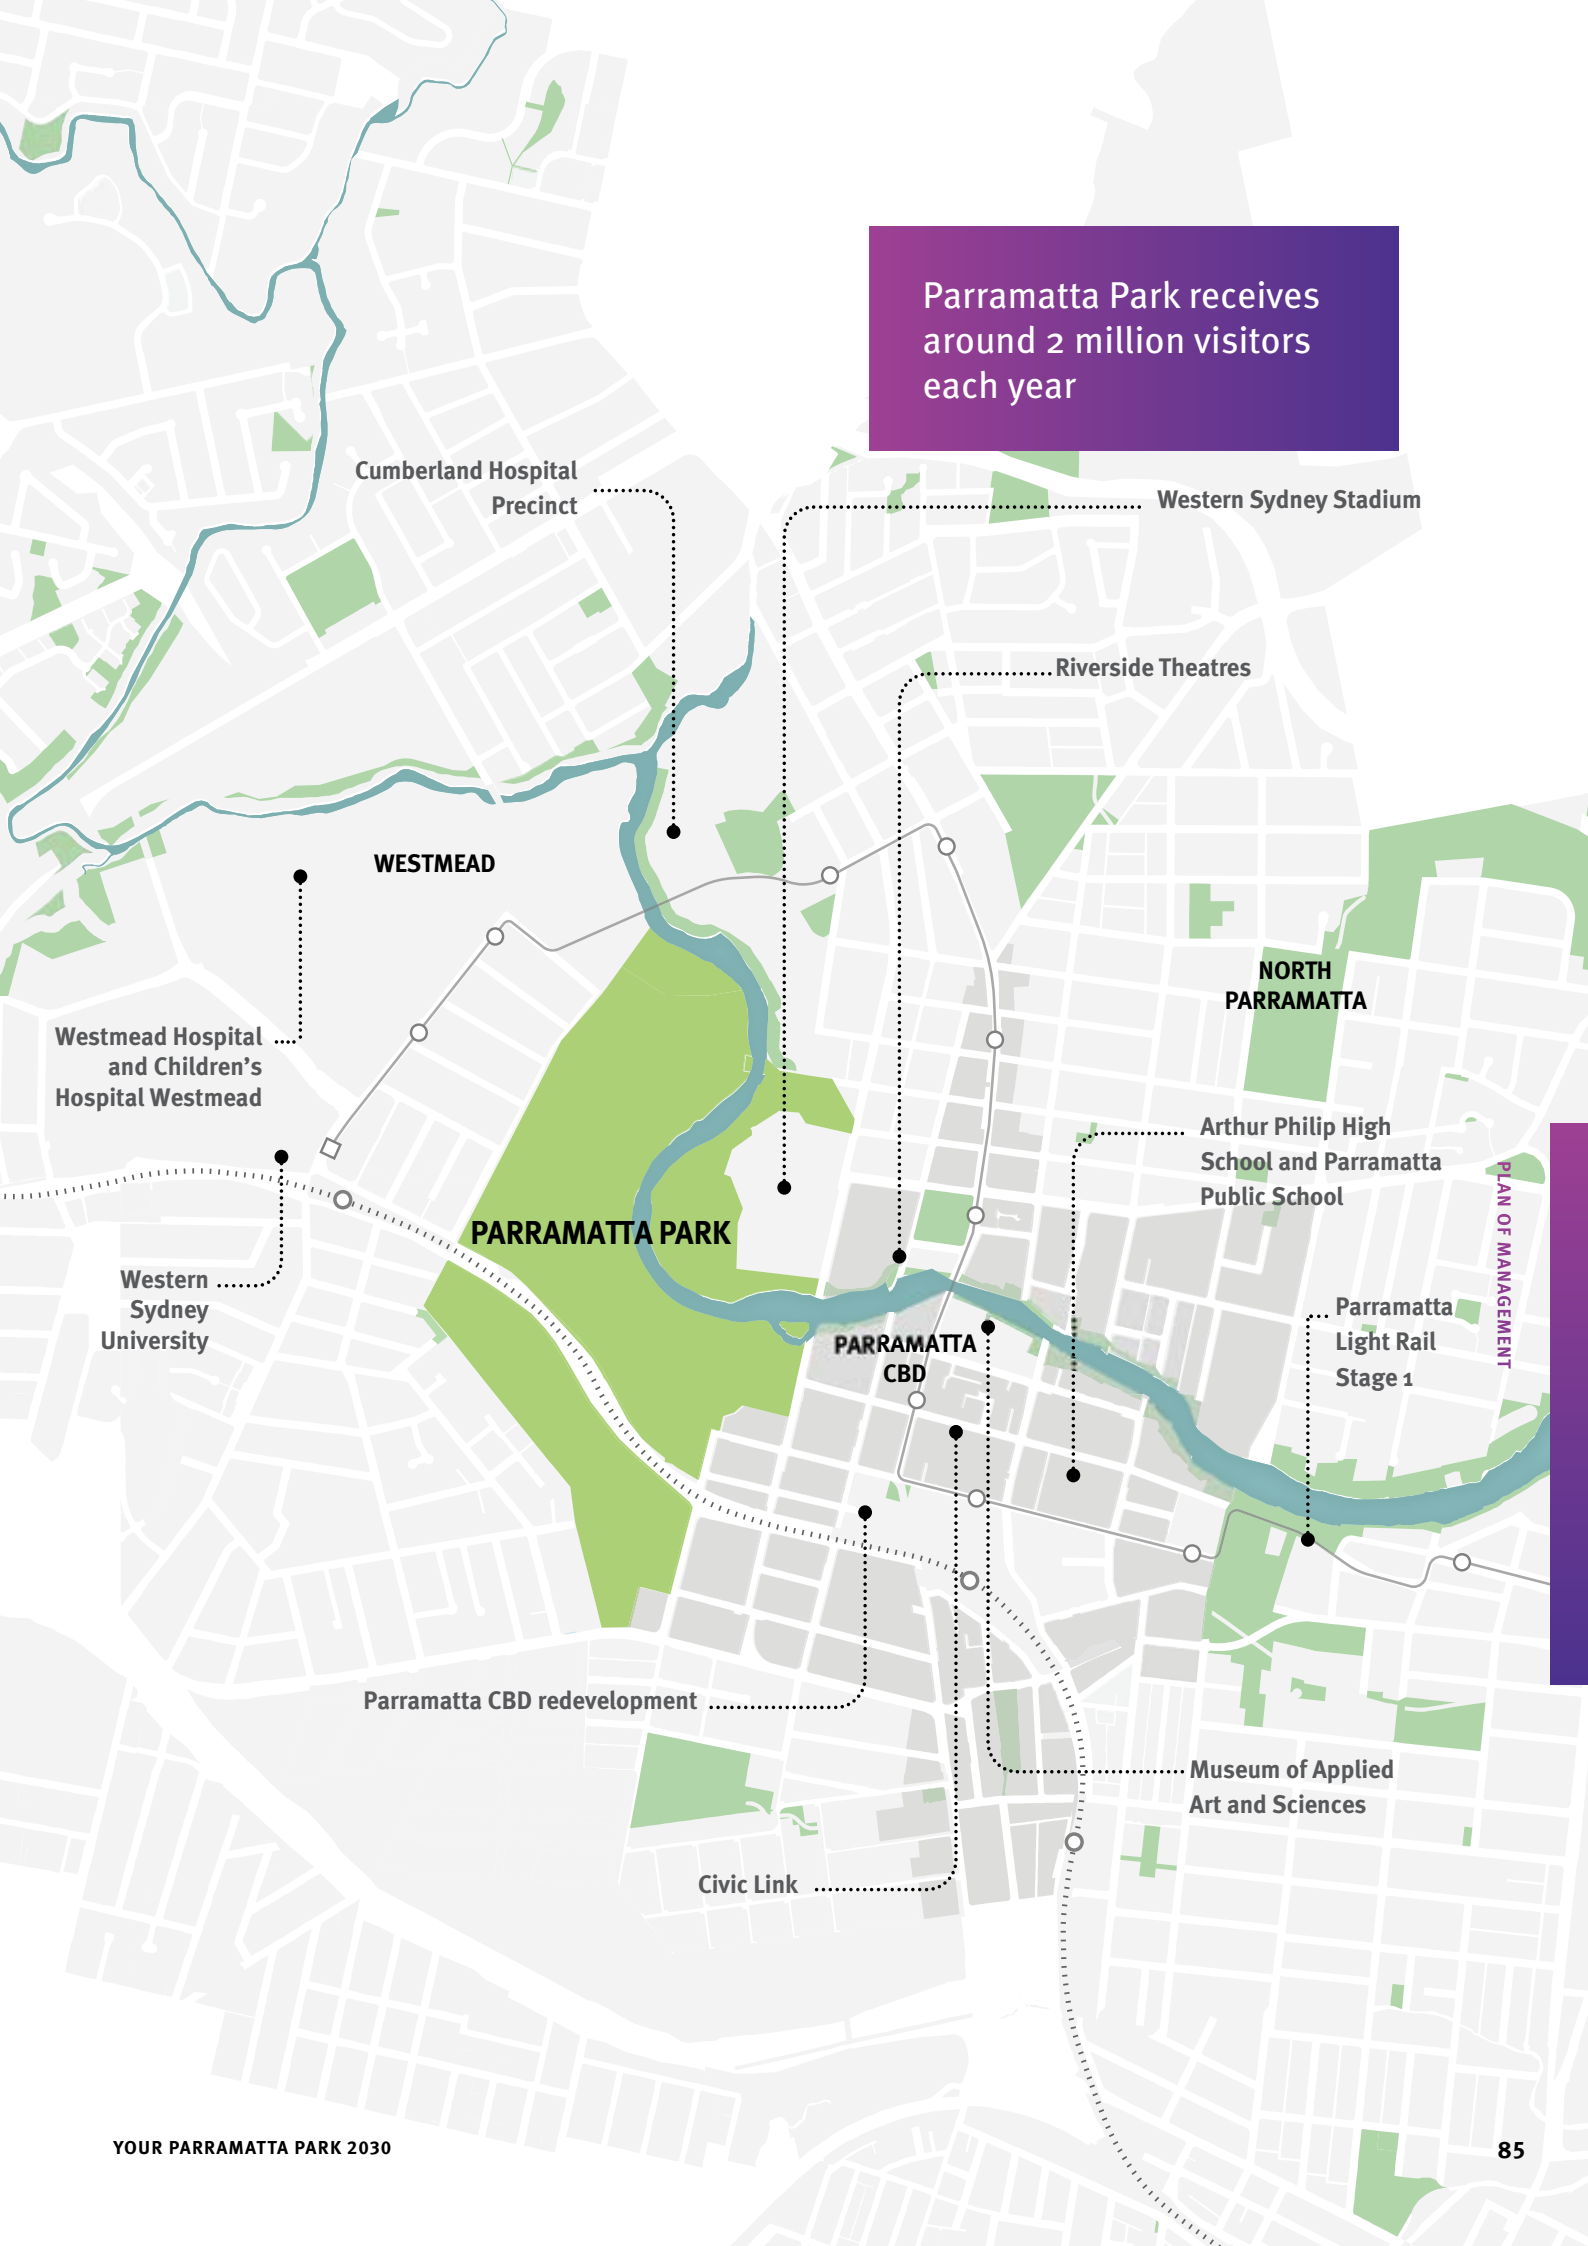 Parramatta Park receives
around 2 million visitors
each year
Cumberland Hospital
Precinct
Western Sydney Stadium
Riverside Theatres
WESTMEAD
NORTH
PARRAMATTA
Westmead Hospital
and Children’s
Hospital Westmead
Arthur Philip High
School and Parramatta
Public School
PLAN OF MANAGEMENT
PARRAMATTA PARK
Western
Sydney
University
Parramatta
Light Rail
Stage 1
PARRAMATTA
CBD
Parramatta CBD redevelopment
Museum of Applied
Art and Sciences
Civic Link
YOUR PARRAMATTA PARK 2030
85